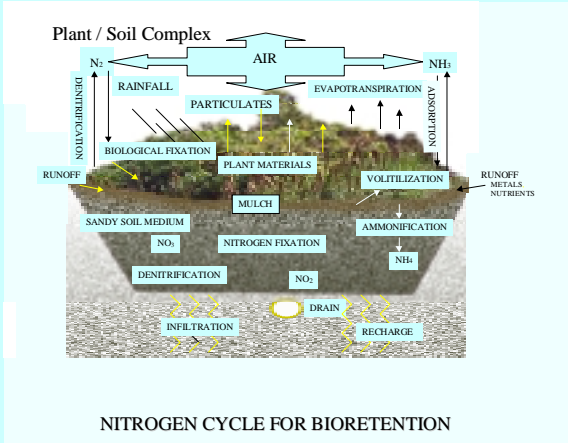 Plant / Soil Complex
AIR
N2
NH3
RAINFALL
EVAPOTRANSPIRATION
DENITRIFICATION
PARTICULATES
ADSORPTION
BIOLOGICAL FIXATION
PLANT MATERIALS
RUNOFF
VOLITILIZATION
RUNOFF
METALS
NUTRIENTS
MULCH
SANDY SOIL MEDIUM
AMMONIFICATION
NO3
NITROGEN FIXATION
NH4
DENITRIFICATION
NO2
DRAIN
INFILTRATION
RECHARGE
NITROGEN CYCLE FOR BIORETENTION